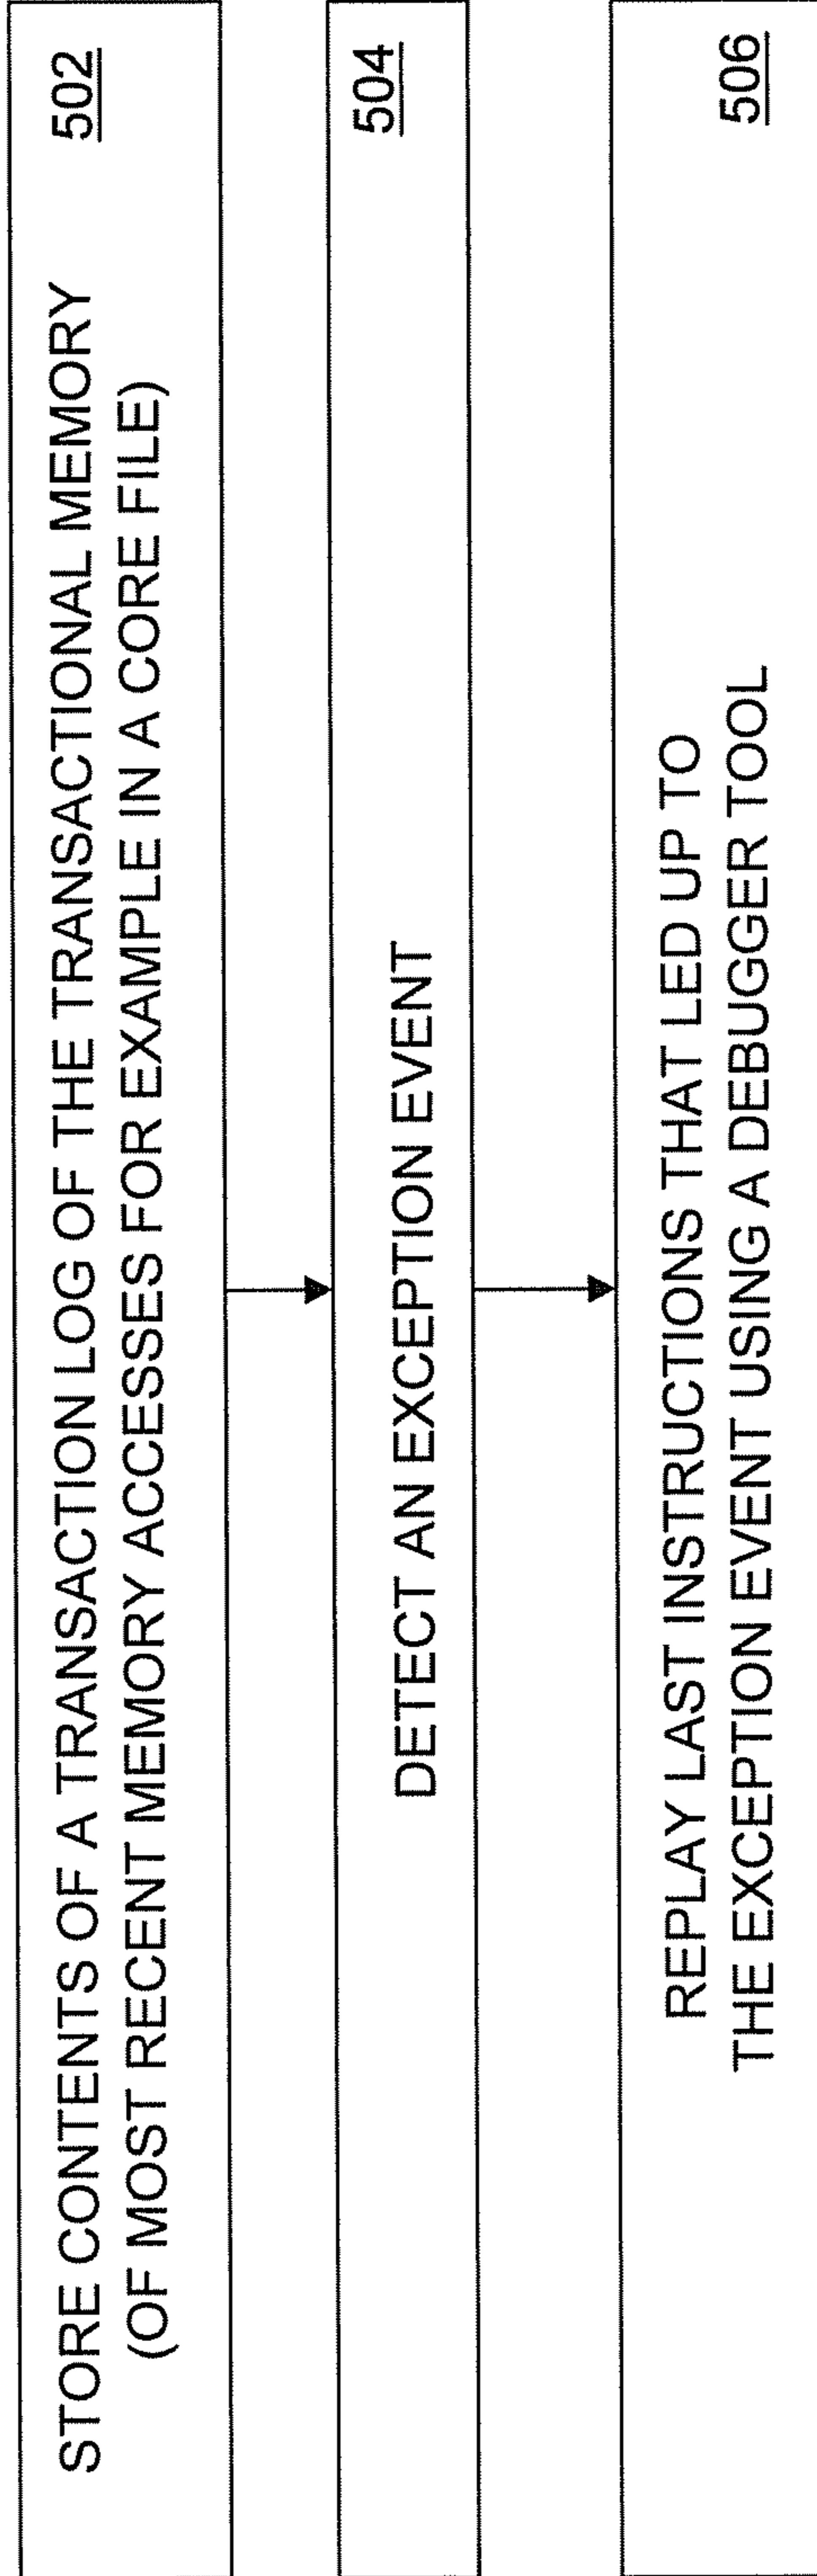 STORE CONTENTS OF A TRANSACTION LOG OF THE TRANSACTIONAL MEMORY
(OF MOST RECENT MEMORY ACCESSES FOR EXAMPLE IN A CORE FILE)
502
DETECT AN EXCEPTION EVENT
504
REPLAY LAST INSTRUCTIONS THAT LED UP TO
THE EXCEPTION EVENT USING A DEBUGGER TOOL
506